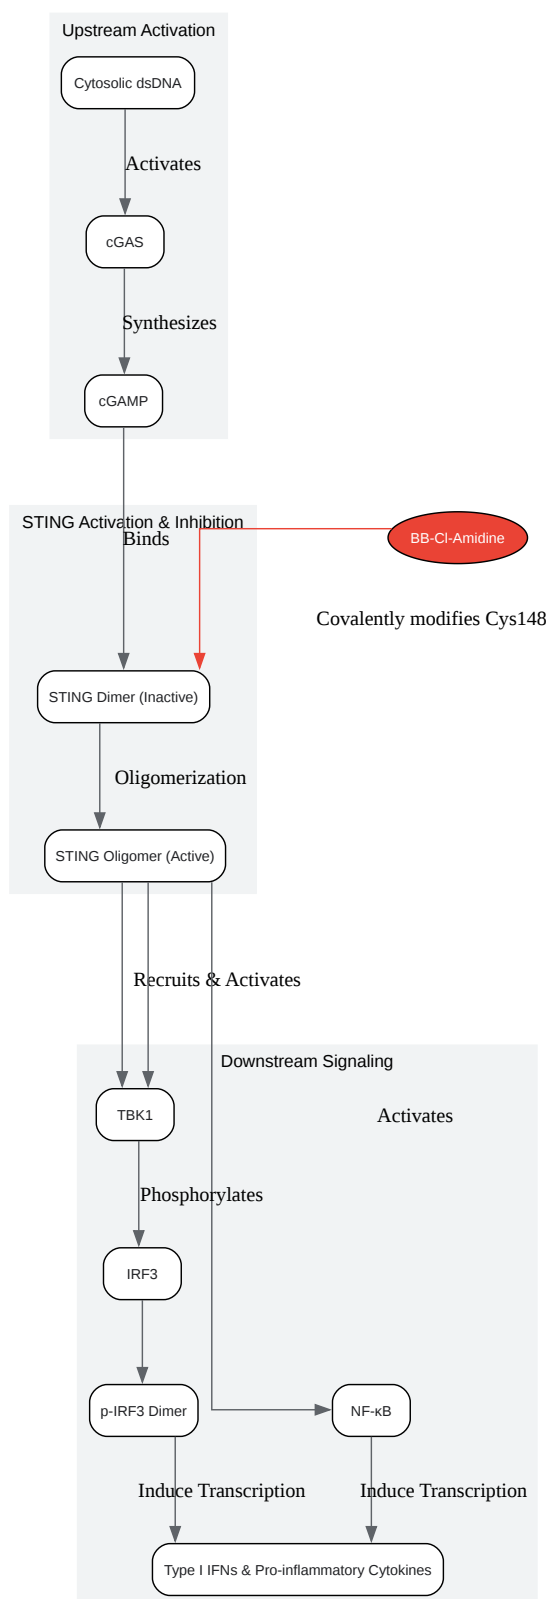 Upstream Activation
Cytosolic dsDNA
Activates
cGAS
Synthesizes
cGAMP
STING Activation & Inhibition
Binds
BB-Cl-Amidine
Covalently modifies Cys148
STING Dimer (Inactive)
Oligomerization
STING Oligomer (Active)
Recruits & Activates
Downstream Signaling
TBK1
Activates
Phosphorylates
IRF3
p-IRF3 Dimer
NF-κB
Induce Transcription
Induce Transcription
Type I IFNs & Pro-inflammatory Cytokines